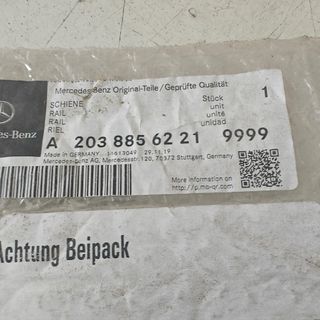 Mercedes-Benz Original-Teile/Geprüfte Qualität
SCHIENE
RAIL
RAIL
RIEL
Stück
unit
unité
unidad
1
des-Benz
A 203 885 62 21 9999
Made in GERMANY 29.11.19
Mercedes-Benz AG, Mercedesstr.120, 70372 Stuttgart, Germany
More information on
Achtung Beipack